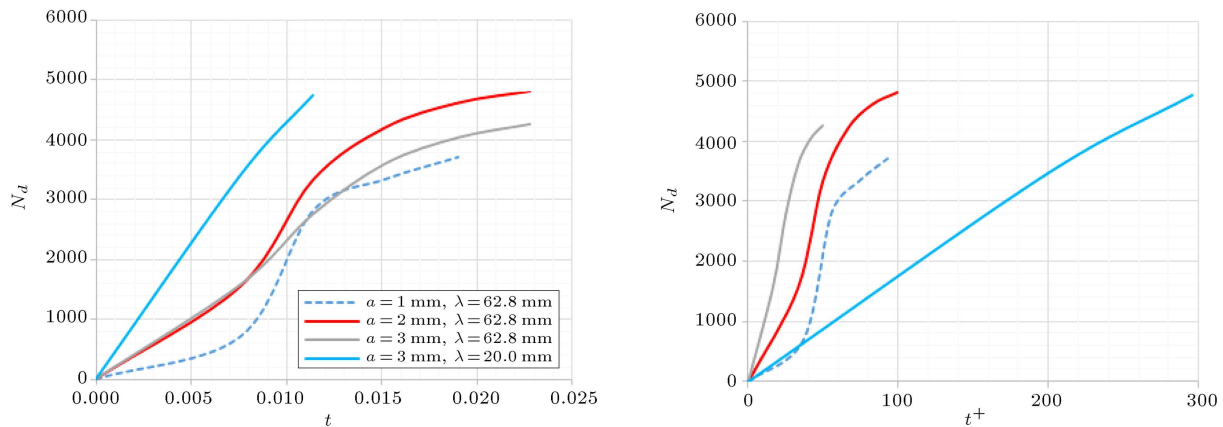 6000
5000
4000
3000
2000
1000
0
N_d
0.000 0.005 0.010 0.015 0.020 0.025
t
a = 1 mm, λ = 62.8 mm
a = 2 mm, λ = 62.8 mm
a = 3 mm, λ = 62.8 mm
a = 3 mm, λ = 20.0 mm
6000
5000
4000
3000
2000
1000
0
N_d
0 100 200 300
t+